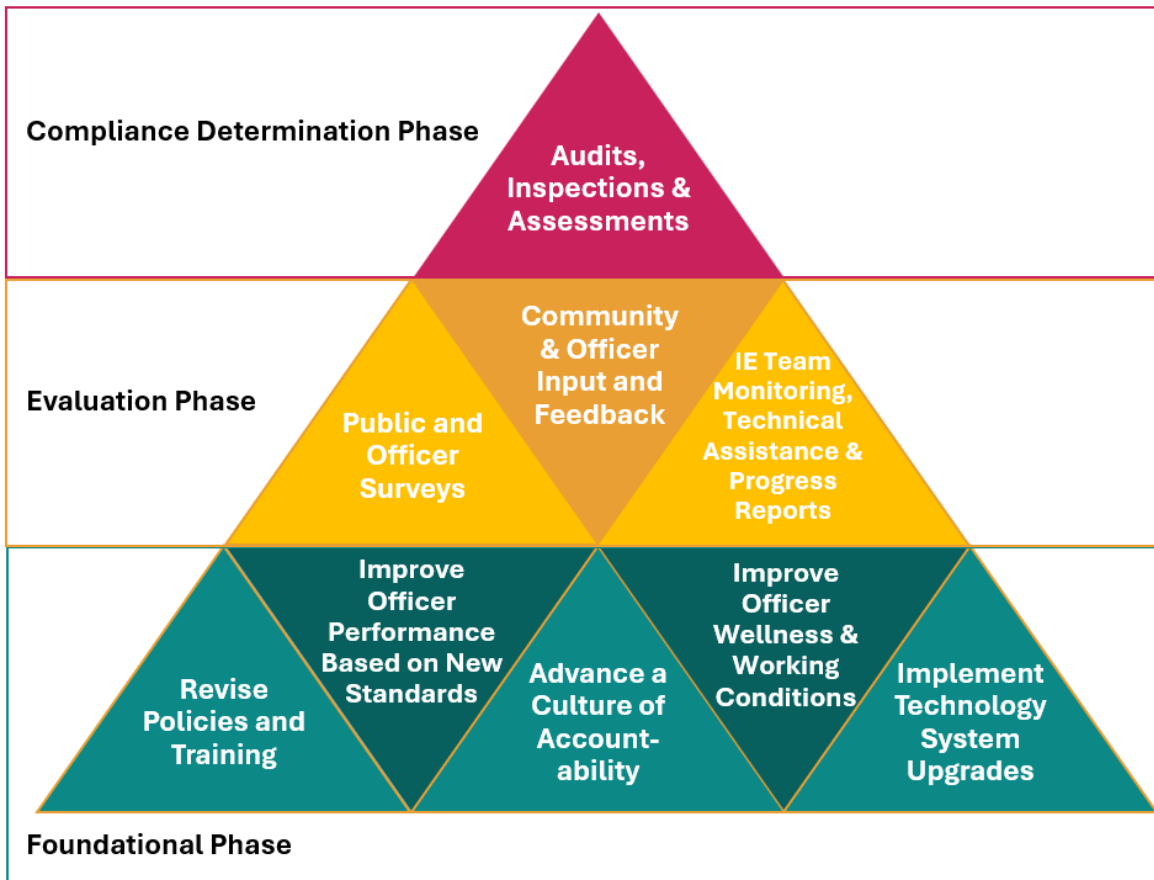 Compliance Determination Phase
Audits,
Inspections &
Assessments
Evaluation Phase
Public and
Officer
Surveys
Community
& Officer
Input and
Feedback
IE Team
Monitoring,
Technical
Assistance &
Progress
Reports
Revise
Policies and
Training
Improve
Officer
Performance
Based on New
Standards
Advance a
Culture of
Account-
ability
Improve
Officer
Wellness &
Working
Conditions
Implement
Technology
System
Upgrades
Foundational Phase